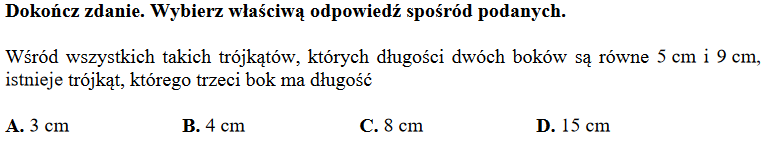 Dokończ zdanie. Wybierz właściwą odpowiedź spośród podanych.
Wśród wszystkich takich trójkątów, których długości dwóch boków są równe 5 cm i 9 cm,
istnieje trójkąt, którego trzeci bok ma długość
A. 3 cm B. 4 cm C. 8 cm D. 15 cm